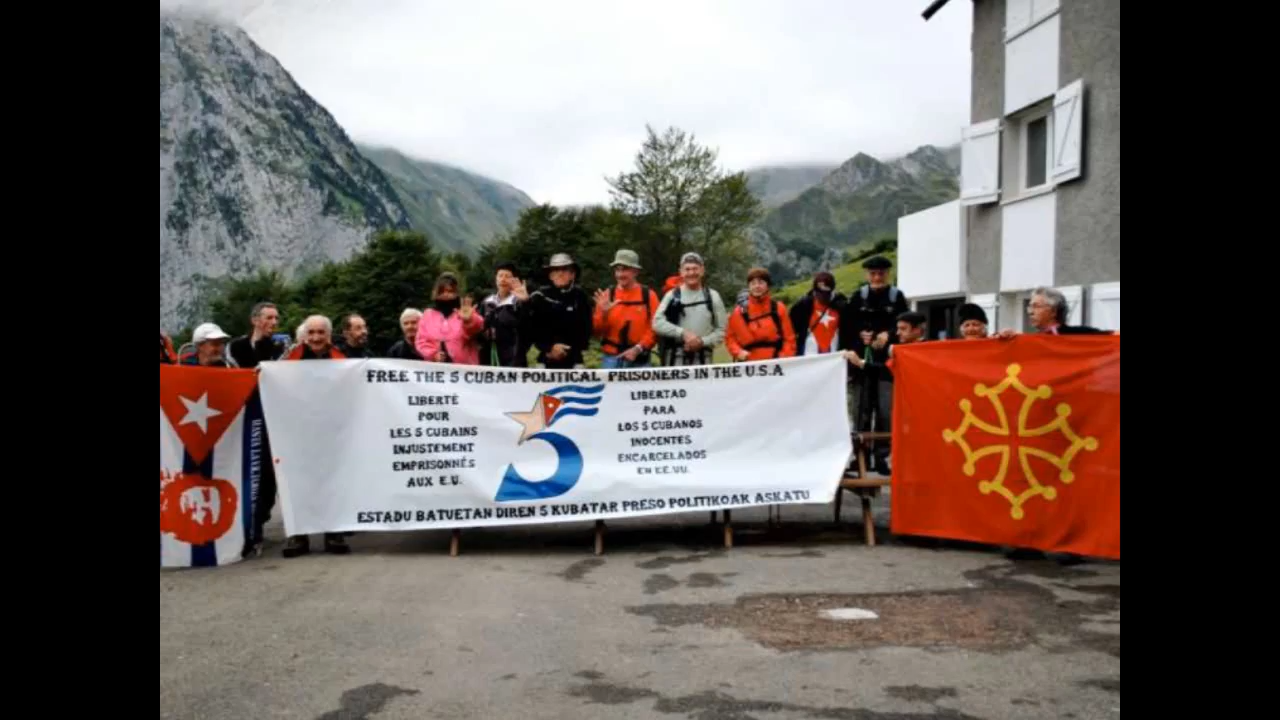 FREE THE 5 CUBAN POLITICAL PRISONERS IN THE U.S.A
LIBERTÉ
POUR
LES 5 CUBAINS
INJUSTEMENT
EMPRISONNÉS
AUX E.U.
5
LIBERTAD
PARA
LOS 5 CUBANOS
INOCENTES
ENCARCELADOS
EN EE.UU.
ESTADU BATUETAN DIREN 5 KUBATAR PRESO POLITIKOAK ASKATU